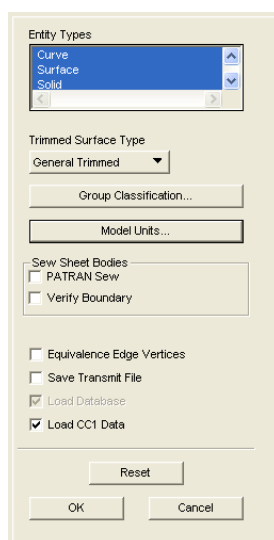 Entity Types
Curve
Surface
Solid
Trimmed Surface Type
General Trimmed
Group Classification...
Model Units...
Sew Sheet Bodies
PATRAN Sew
Verify Boundary
Equivalence Edge Vertices
Save Transmit File
Load Database
Load CC1 Data
Reset
OK
Cancel